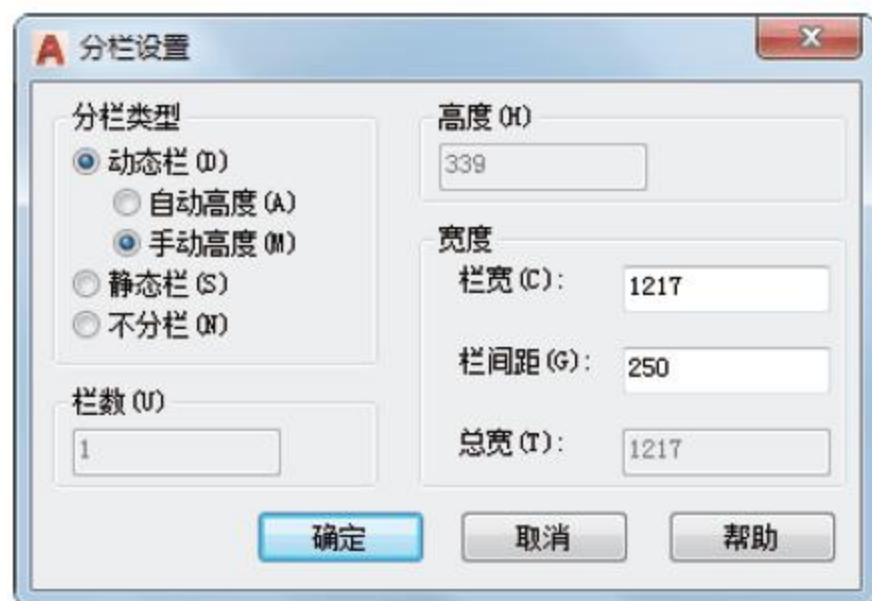 分栏设置
分栏类型
动态栏(D)
自动高度(A)
手动高度(M)
静态栏(S)
不分栏(N)
栏数(U)
1
高度(H)
339
宽度
栏宽(C): 1217
栏间距(G): 250
总宽(T): 1217
确定 取消 帮助